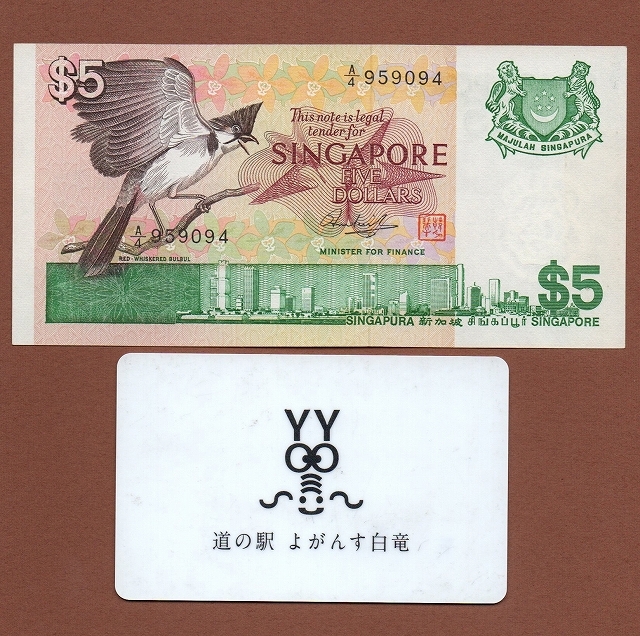 $5
A/4 959094
This note is legal
tender for
SINGAPORE
FIVE
DOLLARS
MAJULAH SINGAPURA
A/4 959094
MINISTER FOR FINANCE
RED-WHISKERED BULBUL
$5
SINGAPURA 新加坡 சிங்கப்பூர் SINGAPORE
YY
道の駅 よがんす白竜